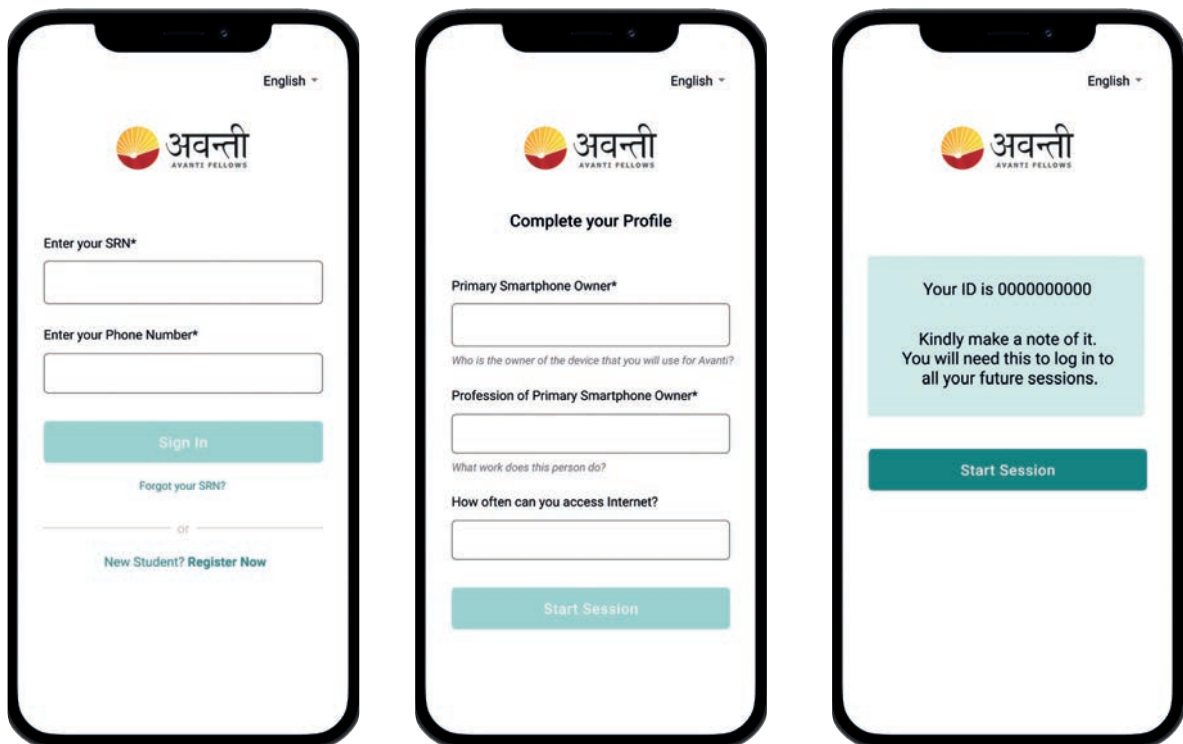 English
अवन्ती
AVANTI FELLOWS
Enter your SRN*
Enter your Phone Number*
Sign In
Forgot your SRN?
or
New Student? Register Now
English
अवन्ती
AVANTI FELLOWS
Complete your Profile
Primary Smartphone Owner*
Who is the owner of the device that you will use for Avanti?
Profession of Primary Smartphone Owner*
What work does this person do?
How often can you access Internet?
Start Session
English
अवन्ती
AVANTI FELLOWS
Your ID is 0000000000
Kindly make a note of it.
You will need this to log in to
all your future sessions.
Start Session